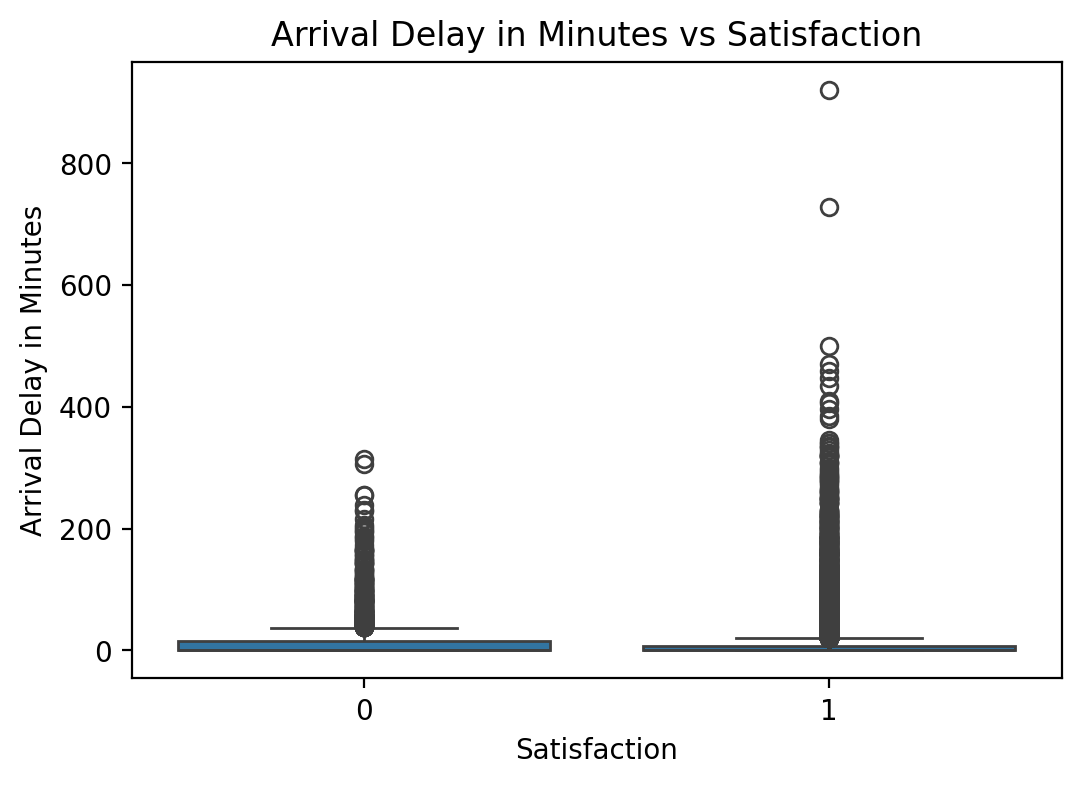 Arrival Delay in Minutes vs Satisfaction
Arrival Delay in Minutes
800
600
400
200
0
0 1
Satisfaction